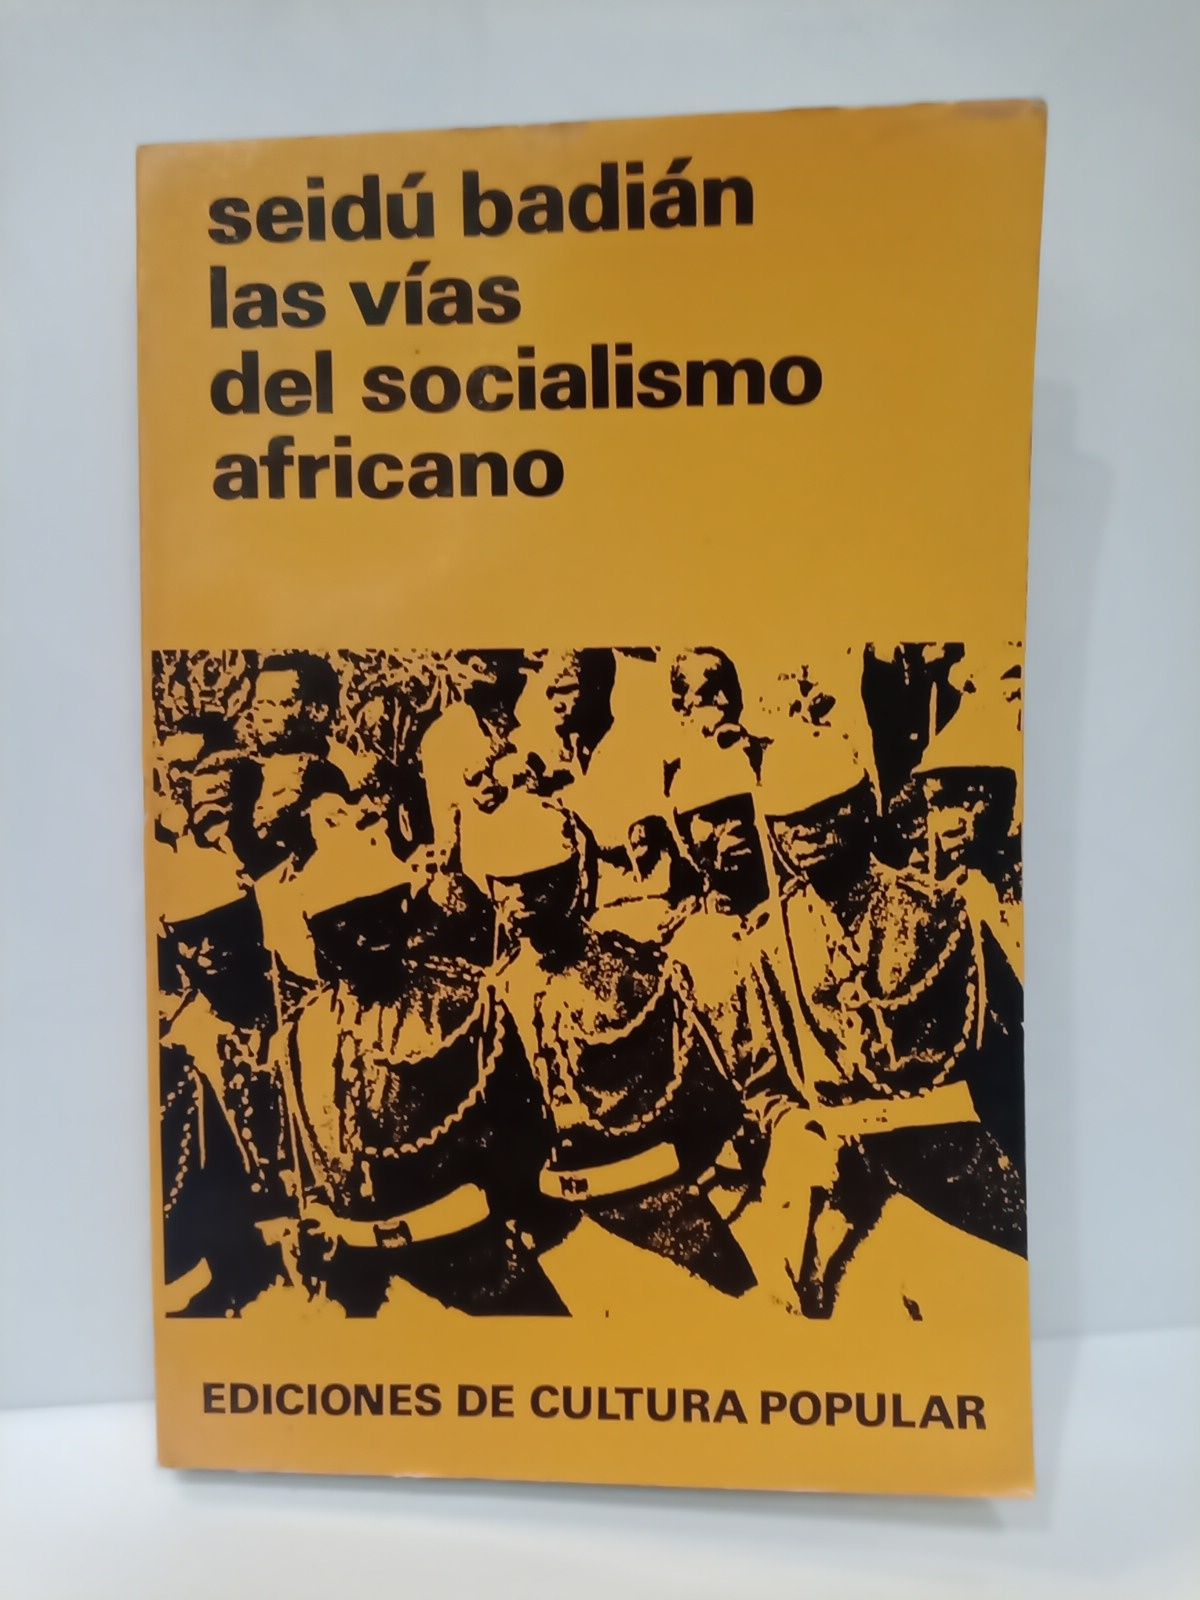 seidú badián
las vías
del socialismo
africano
EDICIONES DE CULTURA POPULAR